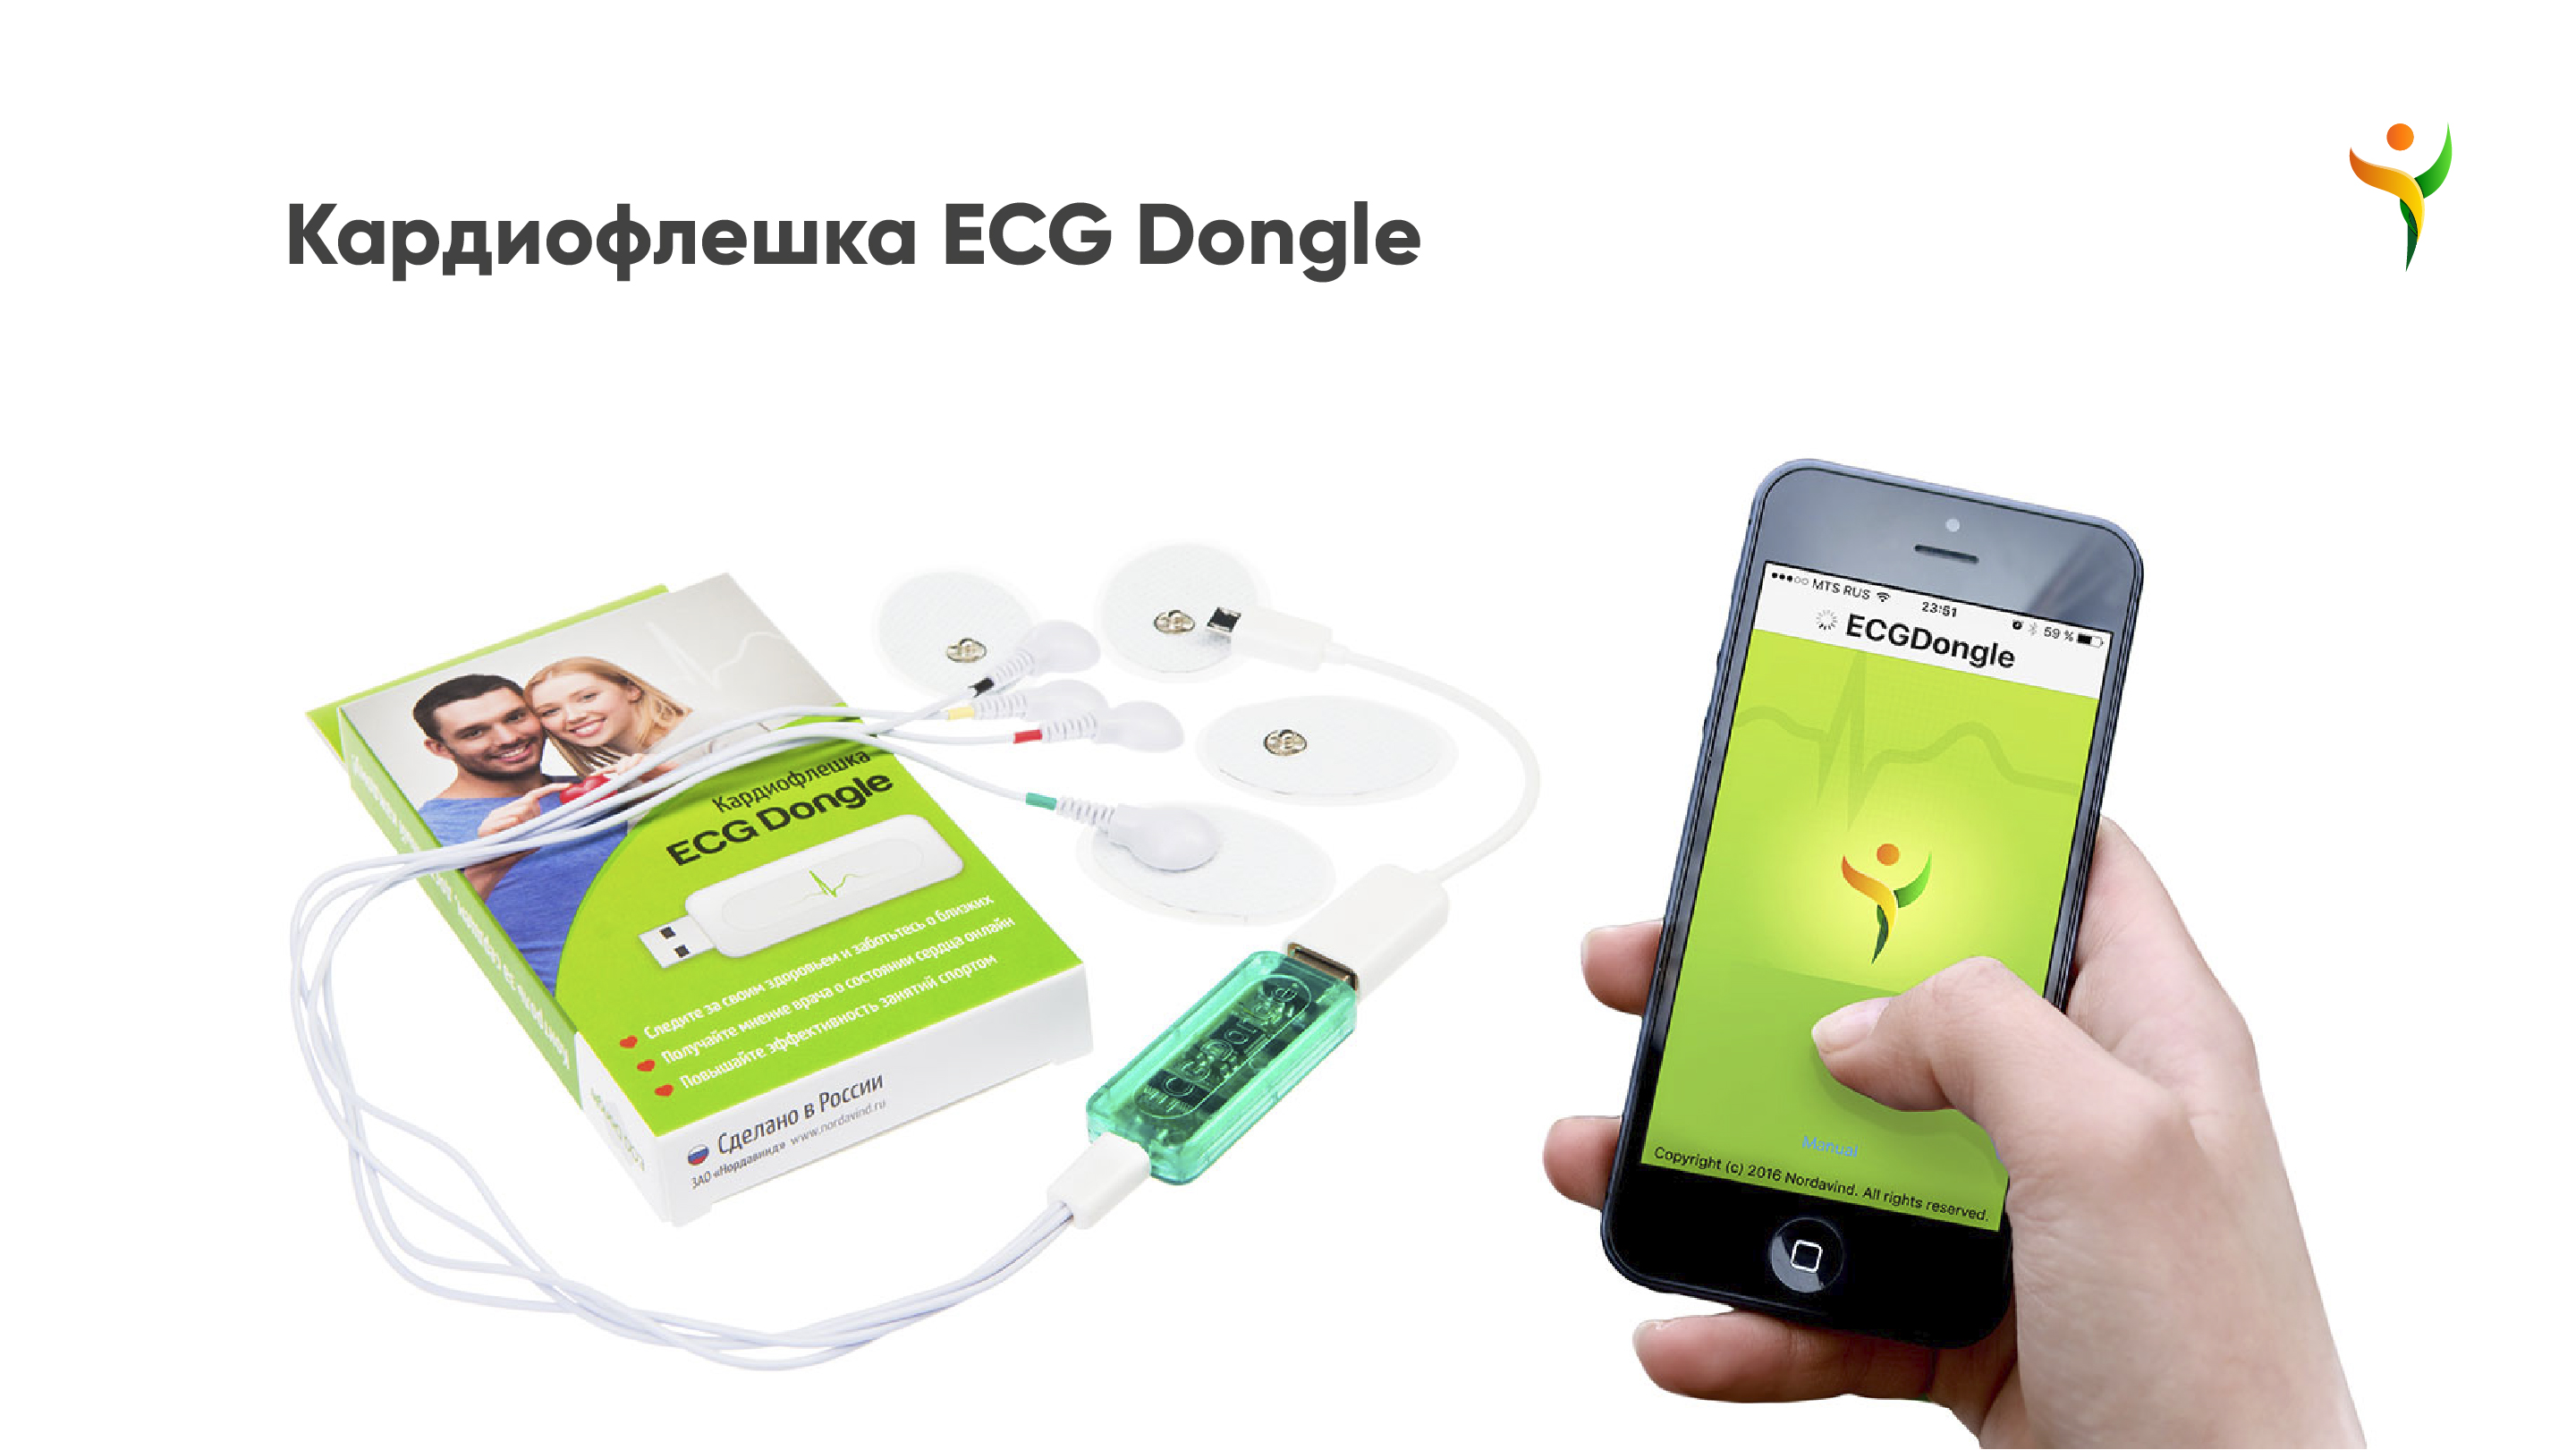 Кардиофлешка ECG Dongle
Кардиофлешка
ECG Dongle
Следите за своим здоровьем и заботьтесь о близких
Получайте мнение врача о состоянии сердца онлайн
Повышайте эффективность занятий спортом
Сделано в России
ЗАО «Нордавинд» www.nordavind.ru
MTS RUS
23:51
59 %
ECGDongle
Manual
Copyright (c) 2016 Nordavind. All rights reserved.